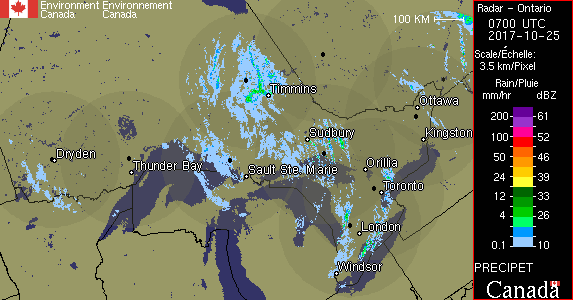 Environment Environnement
Canada Canada
100 KM
Timmins
Ottawa
Sudbury
Kingston
Dryden
Thunder Bay
Sault Ste. Marie
Orillia
Toronto
London
Windsor
Radar - Ontario
0700 UTC
2017-10-25
Scale/Échelle:
3.5 km/Pixel
Rain/Pluie
mm/hr dBZ
200 61
100 52
50 46
24 39
12 33
4 26
0.1 10
PRECIPET
Canada